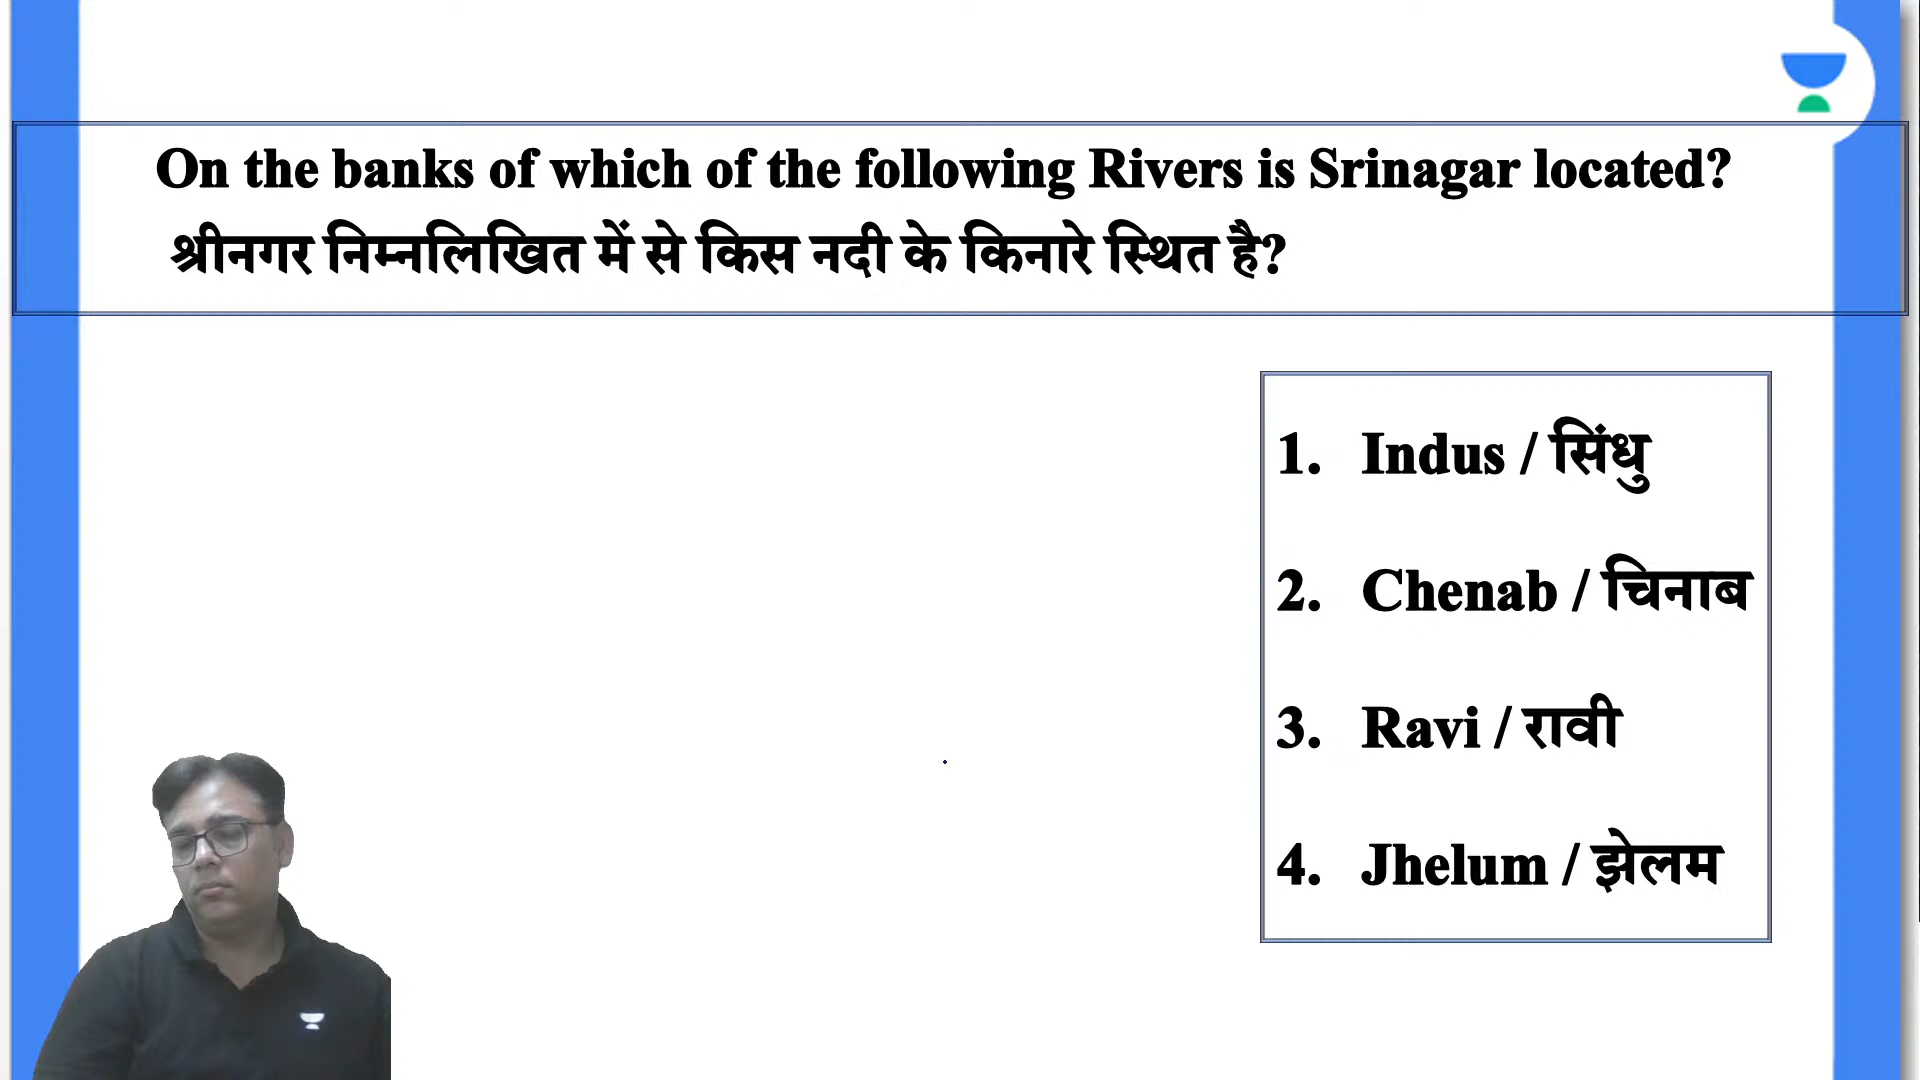 On the banks of which of the following Rivers is Srinagar located?
श्रीनगर निम्नलिखित में से किस नदी के किनारे स्थित है?
1. Indus / सिंधु
2. Chenab / चिनाब
3. Ravi / रावी
4. Jhelum / झेलम